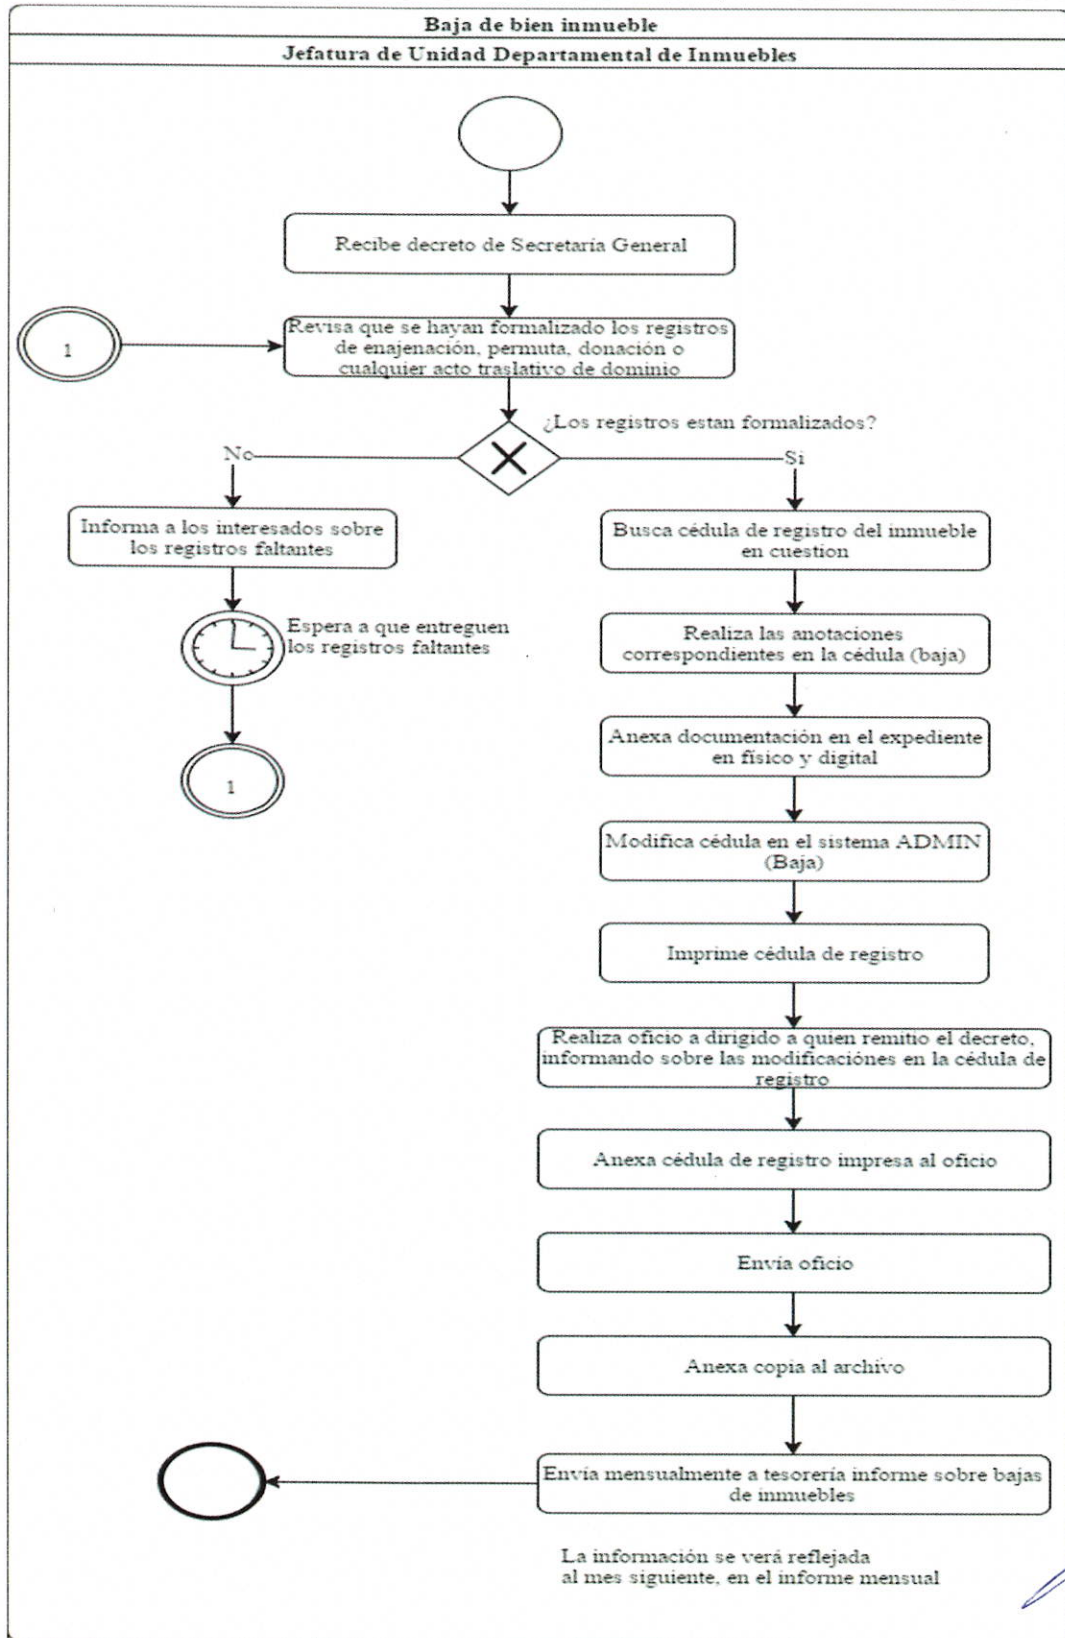 Baja de bien inmueble
Jefatura de Unidad Departamental de Inmuebles
Recibe decreto de Secretaría General
1
Revisa que se hayan formalizado los registros
de enajenación, permuta, donación o
cualquier acto traslativo de dominio
¿Los registros estan formalizados?
No
Si
Informa a los interesados sobre
los registros faltantes
Espera a que entreguen
los registros faltantes
1
Busca cédula de registro del inmueble
en cuestion
Realiza las anotaciones
correspondientes en la cédula (baja)
Anexa documentación en el expediente
en físico y digital
Modifica cédula en el sistema ADMIN
(Baja)
Imprime cédula de registro
Realiza oficio a dirigido a quien remitio el decreto,
informando sobre las modificaciónes en la cédula de
registro
Anexa cédula de registro impresa al oficio
Envía oficio
Anexa copia al archivo
Envía mensualmente a tesorería informe sobre bajas
de inmuebles
La información se verá reflejada
al mes siguiente, en el informe mensual